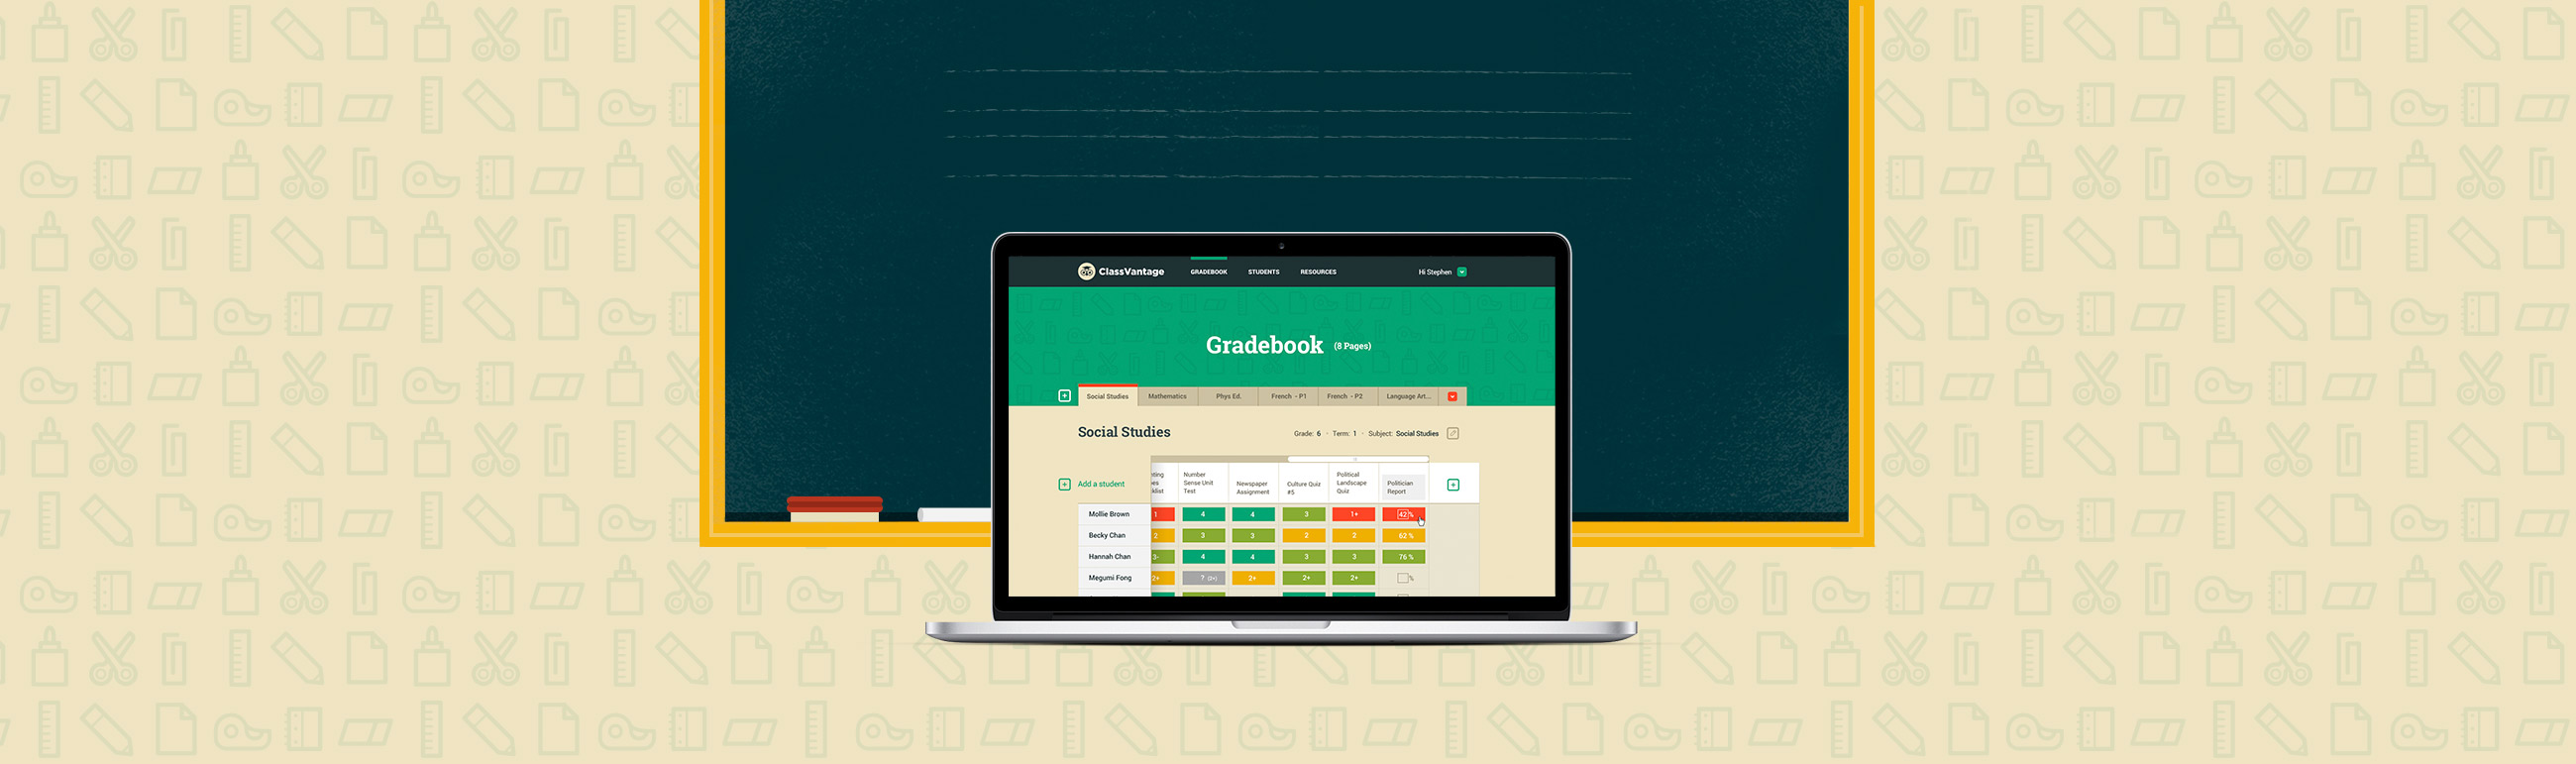 ClassVantage GRADEBOOK STUDENTS RESOURCES Hi Stephen
Gradebook (8 Pages)
Social Studies Mathematics Phys Ed. French - P1 French - P2 Language Art...
Social Studies Grade: 6 • Term: 1 • Subject: Social Studies
Number Political
Sense Unit Newspaper Culture Quiz Landscape Politician
Test Assignment #5 Quiz Report
Add a student
Mollie Brown 1 4 4 3 1+ 42%
Becky Chan 2 3 3 2 2 62 %
Hannah Chan 3- 4 4 3 3 76 %
Megumi Fong 2+ ? 2+ 2+ 2+ %